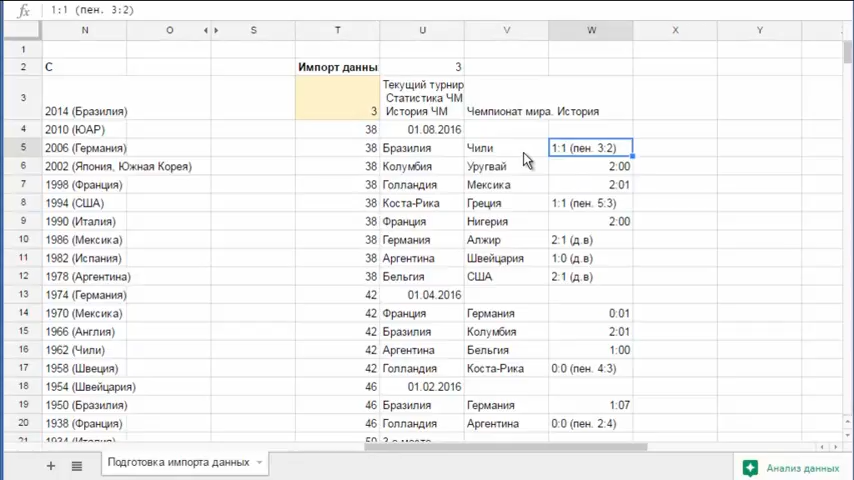 fx 1:1 (пен. 3:2)
N O S T U V W X Y
1
2 С Импорт данны 3
Текущий турнир
Статистика ЧМ
3 2014 (Бразилия) 3 История ЧМ Чемпионат мира. История
4 2010 (ЮАР) 38 01.08.2016
5 2006 (Германия) 38 Бразилия Чили 1:1 (пен. 3:2)
6 2002 (Япония, Южная Корея) 38 Колумбия Уругвай 2:00
7 1998 (Франция) 38 Голландия Мексика 2:01
8 1994 (США) 38 Коста-Рика Греция 1:1 (пен. 5:3)
9 1990 (Италия) 38 Франция Нигерия 2:00
10 1986 (Мексика) 38 Германия Алжир 2:1 (д.в)
11 1982 (Испания) 38 Аргентина Швейцария 1:0 (д.в)
12 1978 (Аргентина) 38 Бельгия США 2:1 (д.в)
13 1974 (Германия) 42 01.04.2016
14 1970 (Мексика) 42 Франция Германия 0:01
15 1966 (Англия) 42 Бразилия Колумбия 2:01
16 1962 (Чили) 42 Аргентина Бельгия 1:00
17 1958 (Швеция) 42 Голландия Коста-Рика 0:0 (пен. 4:3)
18 1954 (Швейцария) 46 01.02.2016
19 1950 (Бразилия) 46 Бразилия Германия 1:07
20 1938 (Франция) 46 Голландия Аргентина 0:0 (пен. 2:4)
21 1934 (Италия) 50 3-е место
Подготовка импорта данных
Анализ данных